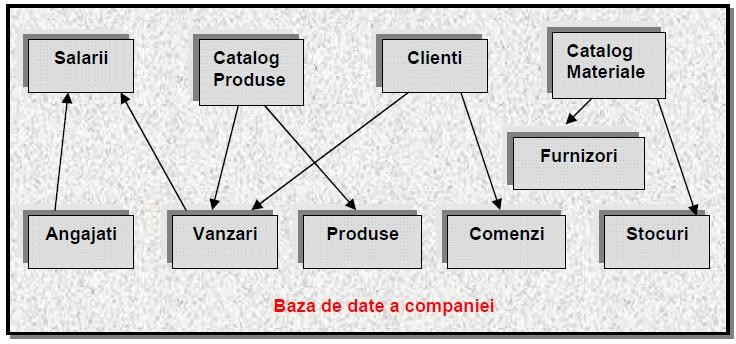 Salarii
Catalog
Produse
Clienti
Catalog
Materiale
Furnizori
Angajati
Vanzari
Produse
Comenzi
Stocuri
Baza de date a companiei